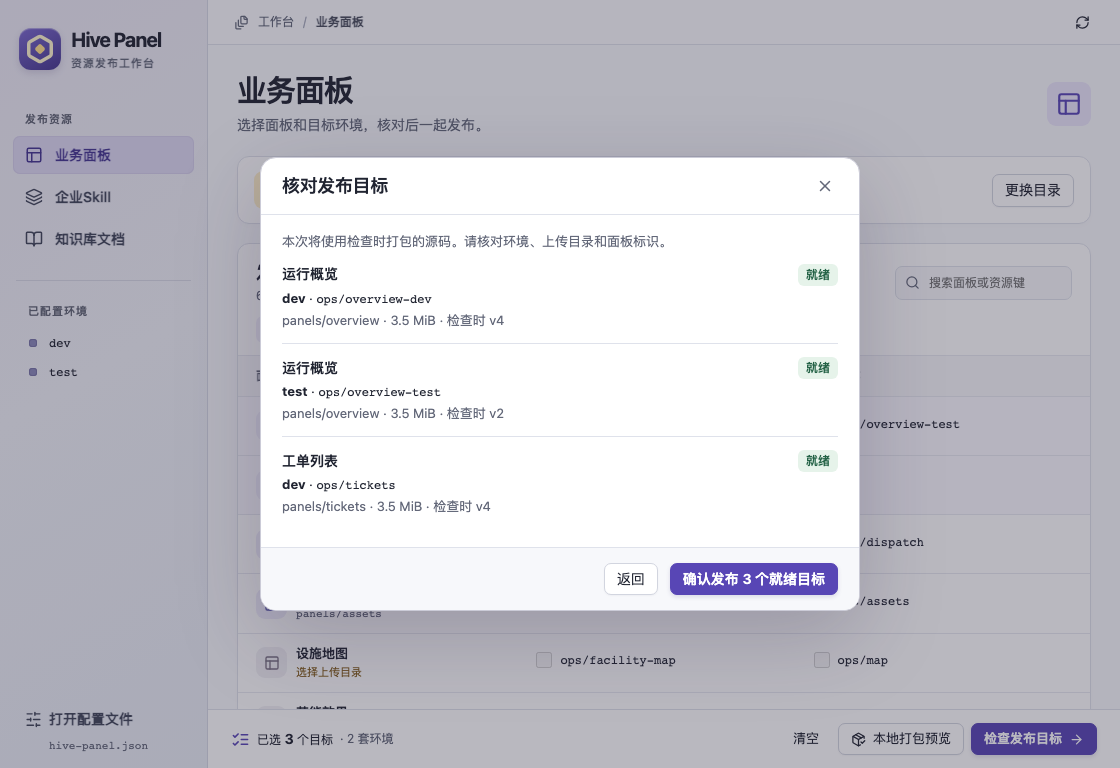 Hive Panel
资源发布工作台
发布资源
业务面板
企业Skill
知识库文档
已配置环境
dev
test
打开配置文件
hive-panel.json
工作台 / 业务面板
业务面板
选择面板和目标环境，核对后一起发布。
更换目录
搜索面板或资源键
核对发布目标
本次将使用检查时打包的源码。请核对环境、上传目录和面板标识。
运行概览 就绪
dev · ops/overview-dev
panels/overview · 3.5 MiB · 检查时 v4
运行概览 就绪
test · ops/overview-test
panels/overview · 3.5 MiB · 检查时 v2
工单列表 就绪
dev · ops/tickets
panels/tickets · 3.5 MiB · 检查时 v4
返回 确认发布 3 个就绪目标
/overview-test
/dispatch
/assets
panels/assets
设施地图
选择上传目录
ops/facility-map
ops/map
已选 3 个目标 · 2 套环境
清空
本地打包预览
检查发布目标